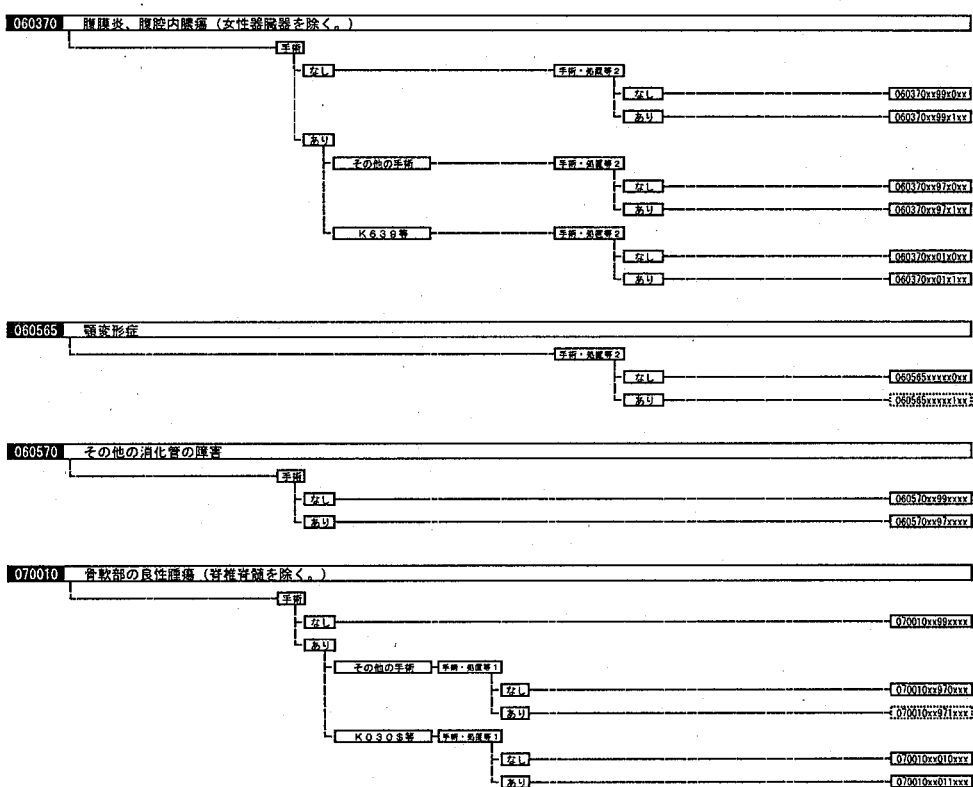 060370 腹膜炎、腹腔内膿瘍（女性器臓器を除く。）
手術
なし 手術・処置等2
なし 060370xx99x0xx
あり 060370xx99x1xx
あり
その他の手術 手術・処置等2
なし 060370xx97x0xx
あり 060370xx97x1xx
K639等 手術・処置等2
なし 060370xx01x0xx
あり 060370xx01x1xx
060565 顎変形症
手術・処置等2
なし 060565xxxxx0xx
あり 060565xxxxx1xx
060570 その他の消化管の障害
手術
なし 060570xx99xxxx
あり 060570xx97xxxx
070010 骨軟部の良性腫瘍（脊椎脊髄を除く。）
手術
なし 070010xx99xxxx
あり
その他の手術 手術・処置等1
なし 070010xx970xxx
あり 070010xx971xxx
K030$等 手術・処置等1
なし 070010xx010xxx
あり 070010xx011xxx